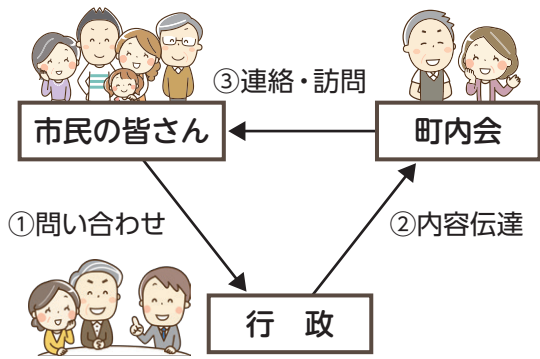 ③連絡・訪問
市民の皆さん
町内会
①問い合わせ
②内容伝達
行　政